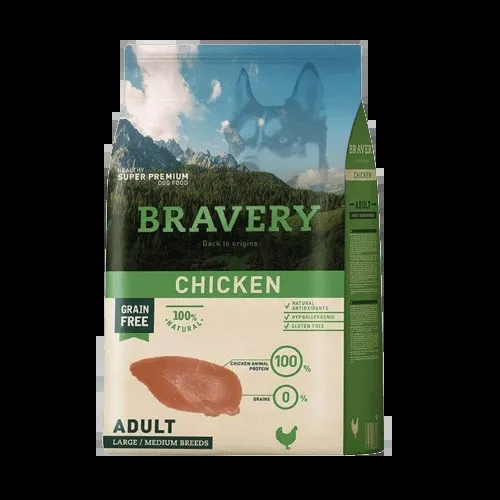 HEALTHY
SUPER PREMIUM
DOG FOOD
BRAVERY
Back to origins
CHICKEN
GRAIN
FREE
100%
NATURAL
NATURAL
ANTIOXIDANTS
HYPOALLERGENIC
GLUTEN FREE
CHICKEN ANIMAL
PROTEIN
100 %
GRAINS
0 %
ADULT
LARGE / MEDIUM BREEDS
BRAVERY
CHICKEN
ADULT